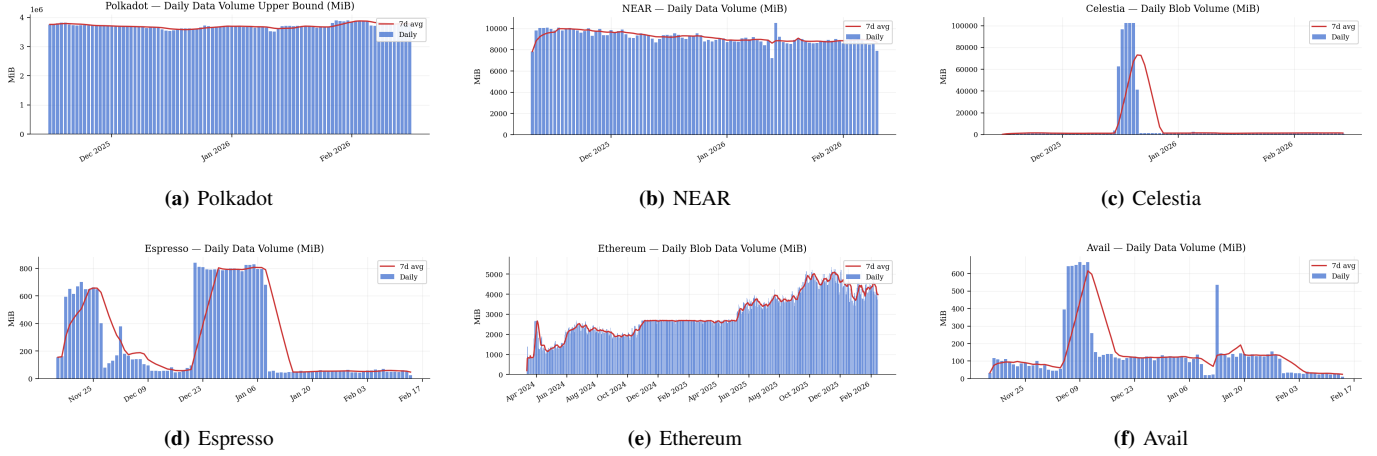 Polkadot — Daily Data Volume Upper Bound (MiB)
1e6
4
3
2
1
0
MiB
7d avg
Daily
Dec 2025
Jan 2026
Feb 2026
(a) Polkadot
NEAR — Daily Data Volume (MiB)
10000
8000
6000
4000
2000
0
MiB
7d avg
Daily
Dec 2025
Jan 2026
Feb 2026
(b) NEAR
Celestia — Daily Blob Volume (MiB)
100000
80000
60000
40000
20000
0
MiB
7d avg
Daily
Dec 2025
Jan 2026
Feb 2026
(c) Celestia
Espresso — Daily Data Volume (MiB)
800
600
400
200
0
MiB
7d avg
Daily
Nov 25
Dec 09
Dec 23
Jan 06
Jan 20
Feb 03
Feb 17
(d) Espresso
Ethereum — Daily Blob Data Volume (MiB)
5000
4000
3000
2000
1000
0
MiB
7d avg
Daily
Apr 2024
Jun 2024
Aug 2024
Oct 2024
Dec 2024
Feb 2025
Apr 2025
Jun 2025
Aug 2025
Oct 2025
Dec 2025
Feb 2026
(e) Ethereum
Avail — Daily Data Volume (MiB)
600
500
400
300
200
100
0
MiB
7d avg
Daily
Nov 25
Dec 09
Dec 23
Jan 06
Jan 20
Feb 03
Feb 17
(f) Avail